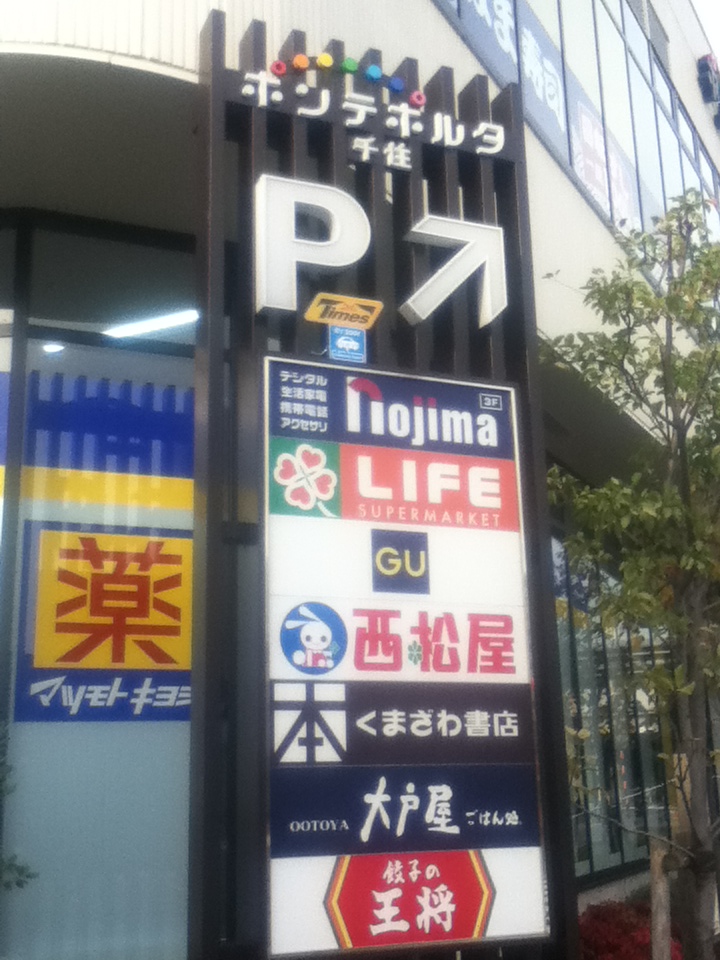 ポンテポルタ
千住
P
Times
デジタル
生活家電
携帯電話
アクセサリ
nojima
3F
LIFE
SUPERMARKET
GU
西松屋
本
くまざわ書店
OOTOYA
大戸屋
ごはん処
餃子の
王将
薬
マツモトキヨシ